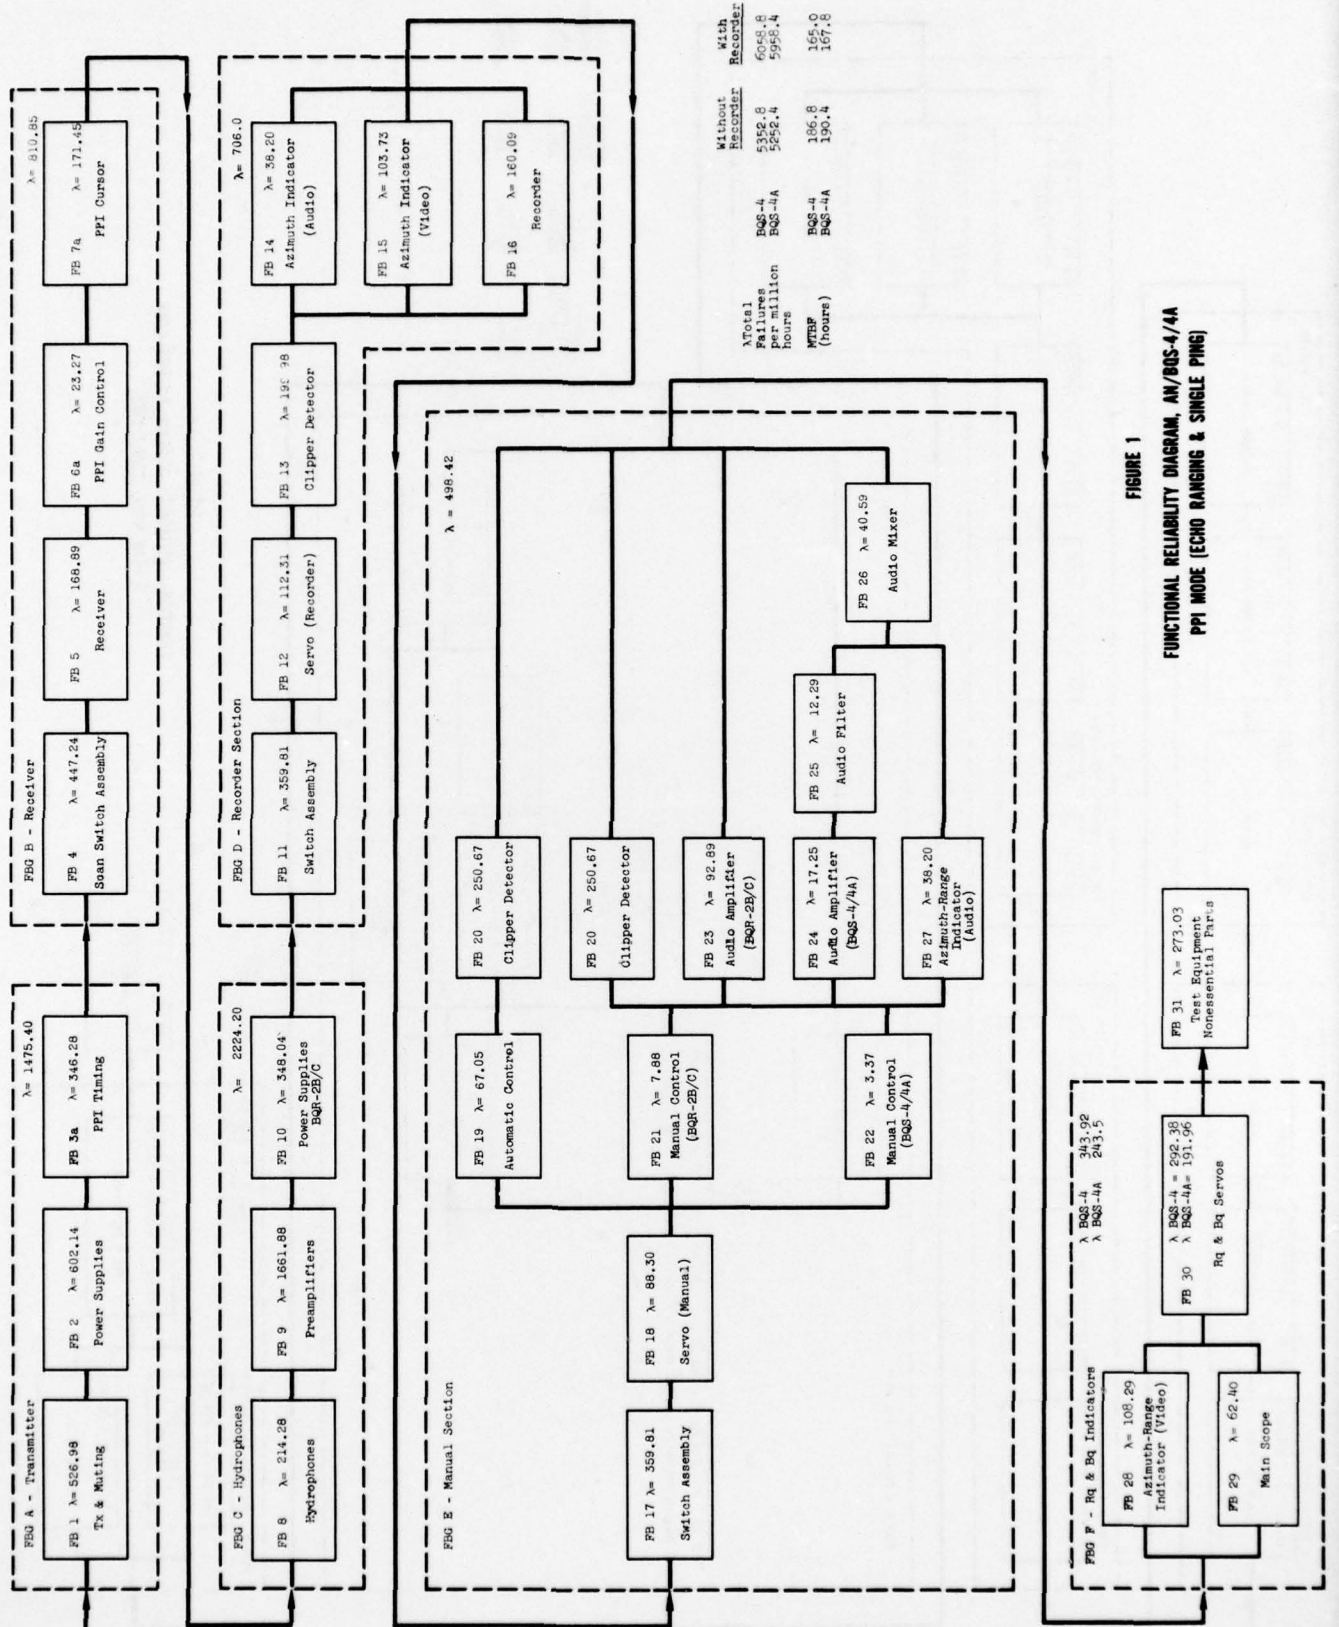 FBG A - Transmitter
λ= 1475.40
FB 1 λ= 526.98
Tx & Muting
FB 2 λ= 602.14
Power Supplies
FB 3a λ= 346.28
PPI Timing
FBG B - Receiver
λ= 810.85
FB 4 λ= 447.24
Scan Switch Assembly
FB 5 λ= 168.89
Receiver
FB 6a λ= 23.27
PPI Gain Control
FB 7a λ= 171.45
PPI Cursor
FBG C - Hydrophones
λ= 2224.20
FB 8 λ= 214.28
Hydrophones
FB 9 λ= 1661.88
Preamplifiers
FB 10 λ= 348.04
Power Supplies
BQR-2B/C
FBG D - Recorder Section
λ= 706.0
FB 11 λ= 359.81
Switch Assembly
FB 12 λ= 112.31
Servo (Recorder)
FB 13 λ= 98
Clipper Detector
FB 14 λ= 38.20
Azimuth Indicator
(Audio)
FB 15 λ= 103.73
Azimuth Indicator
(Video)
FB 16 λ= 160.09
Recorder
FBG E - Manual Section
λ = 498.42
FB 17 λ= 359.81
Switch Assembly
FB 18 λ= 88.30
Servo (Manual)
FB 19 λ= 67.05
Automatic Control
FB 20 λ= 250.67
Clipper Detector
FB 21 λ= 7.88
Manual Control
(BQR-2B/C)
FB 20 λ= 250.67
Clipper Detector
FB 23 λ= 92.89
Audio Amplifier
(BQR-2B/C)
FB 22 λ= 3.37
Manual Control
(BQS-4/4A)
FB 24 λ= 17.25
Audio Amplifier
(BQS-4/4A)
FB 25 λ= 12.29
Audio Filter
FB 27 λ= 38.20
Azimuth-Range
Indicator
(Audio)
FB 26 λ= 40.59
Audio Mixer
Without
Recorder
With
Recorder
λTotal
Failures BQS-4 5352.8 6058.8
per million BQS-4A 5252.4 5958.4
hours
MTBF BQS-4 186.8 165.0
(hours) BQS-4A 190.4 167.8
FBG F - Rq & Bq Indicators
λ BQS-4 343.92
λ BQS-4A 243.5
FB 28 λ= 108.29
Azimuth-Range
Indicator (Video)
FB 29 λ= 62.40
Main Scope
FB 30 λ BQS-4 = 292.38
λ BQS-4A= 191.96
Rq & Bq Servos
FB 31 λ= 273.03
Test Equipment
Nonessential Parts
FIGURE 1
FUNCTIONAL RELIABILITY DIAGRAM, AN/BQS-4/4A
PPI MODE (ECHO RANGING & SINGLE PING)